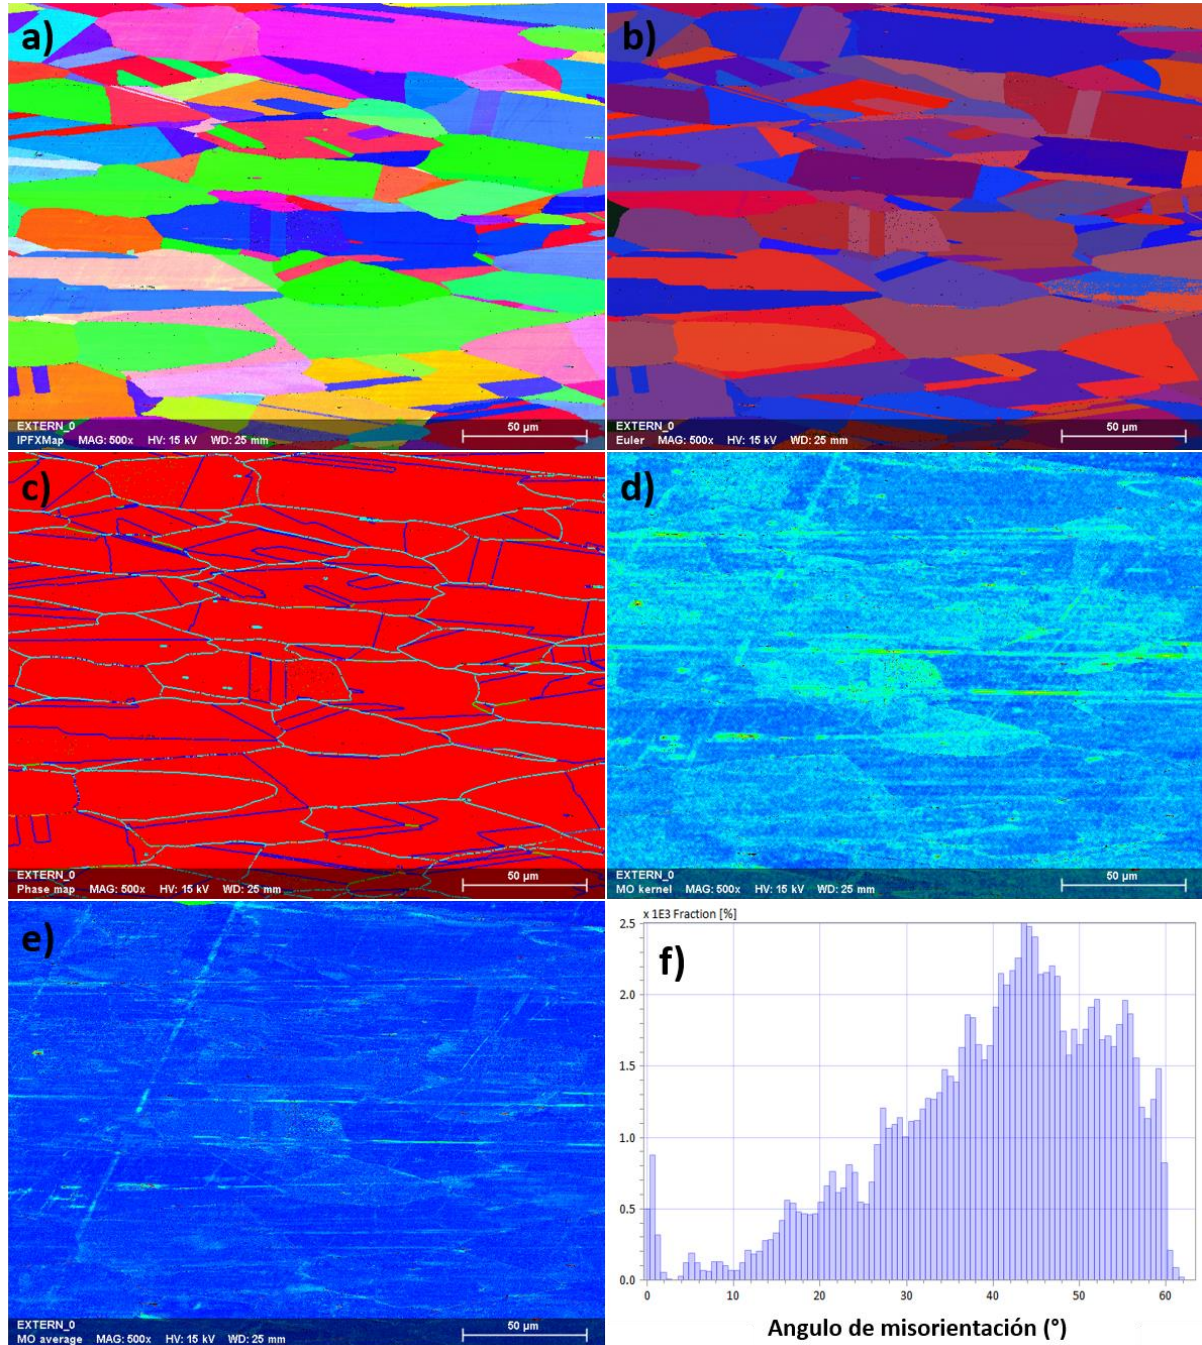 a)
EXTERN_0
IPFXMap MAG: 500x HV: 15 kV WD: 25 mm
50 µm
b)
EXTERN_0
Euler MAG: 500x HV: 15 kV WD: 25 mm
50 µm
c)
EXTERN_0
Phase map MAG: 500x HV: 15 kV WD: 25 mm
50 µm
d)
EXTERN_0
MO kernel MAG: 500x HV: 15 kV WD: 25 mm
50 µm
e)
EXTERN_0
MO average MAG: 500x HV: 15 kV WD: 25 mm
50 µm
x 1E3 Fraction [%]
f)
2.5
2.0
1.5
1.0
0.5
0.0
0 10 20 30 40 50 60
Angulo de misorientación (°)